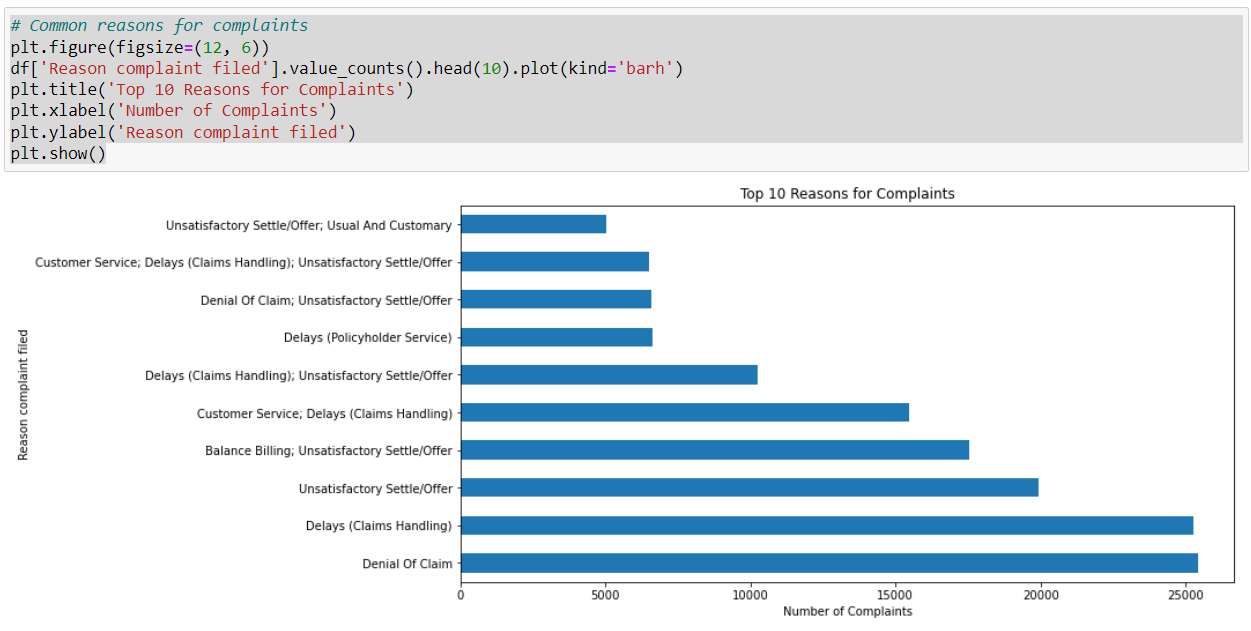 # Common reasons for complaints
plt.figure(figsize=(12, 6))
df['Reason complaint filed'].value_counts().head(10).plot(kind='barh')
plt.title('Top 10 Reasons for Complaints')
plt.xlabel('Number of Complaints')
plt.ylabel('Reason complaint filed')
plt.show()
Top 10 Reasons for Complaints
Reason complaint filed
Unsatisfactory Settle/Offer; Usual And Customary
Customer Service; Delays (Claims Handling); Unsatisfactory Settle/Offer
Denial Of Claim; Unsatisfactory Settle/Offer
Delays (Policyholder Service)
Delays (Claims Handling); Unsatisfactory Settle/Offer
Customer Service; Delays (Claims Handling)
Balance Billing; Unsatisfactory Settle/Offer
Unsatisfactory Settle/Offer
Delays (Claims Handling)
Denial Of Claim
0 5000 10000 15000 20000 25000
Number of Complaints